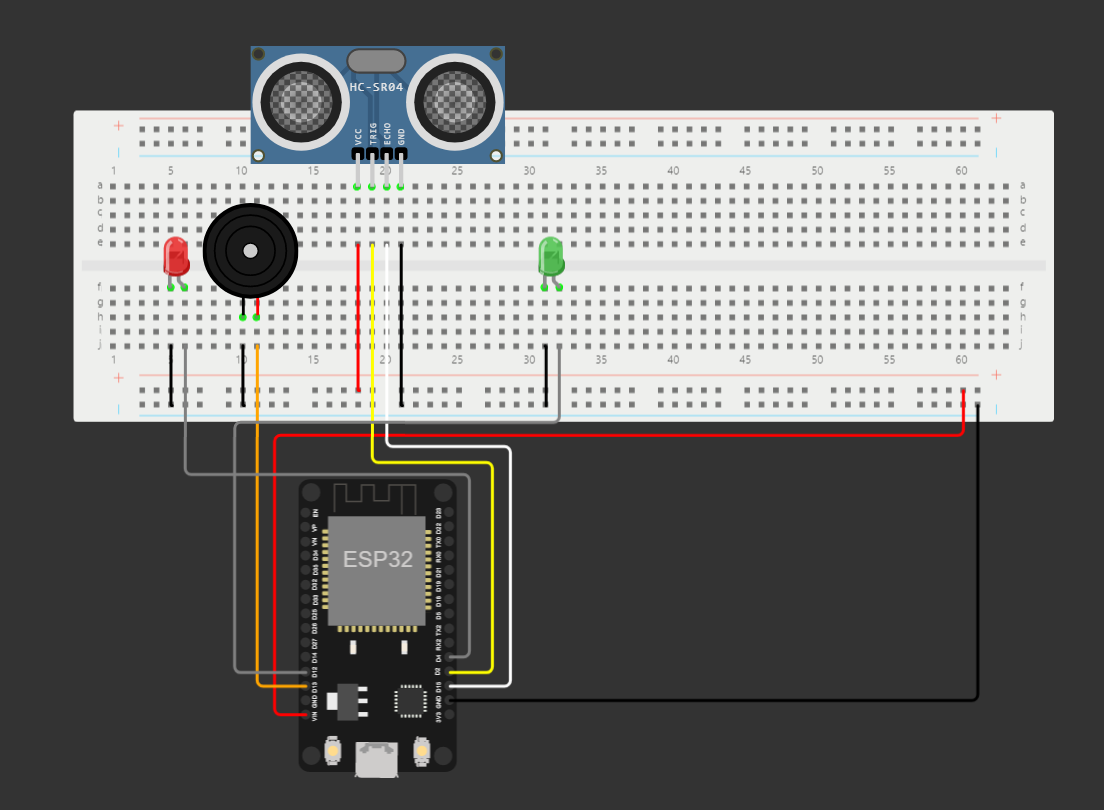 HC-SR04
VCC
TRIG
ECHO
GND
+ +
1 5 10 15 20 25 30 35 40 45 50 55 60
a a
b b
c c
d d
e e
f f
g g
h h
i i
j j
1 10 15 20 25 30 35 40 45 50 55 60
+ +
ESP32
EN
VP
VN
D34
D35
D32
D33
D25
D26
D27
D14
D12
D13
GND
VIN
D23
D22
TX0
RX0
D21
D19
D18
D5
TX2
RX2
D4
D2
D15
GND
3V3